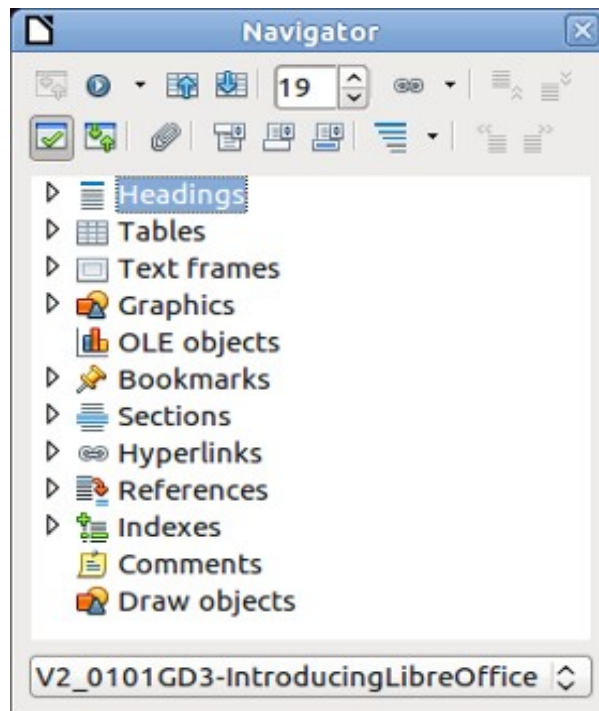 Navigator
19
Headings
Tables
Text frames
Graphics
OLE objects
Bookmarks
Sections
Hyperlinks
References
Indexes
Comments
Draw objects
V2_0101GD3-IntroducingLibreOffice